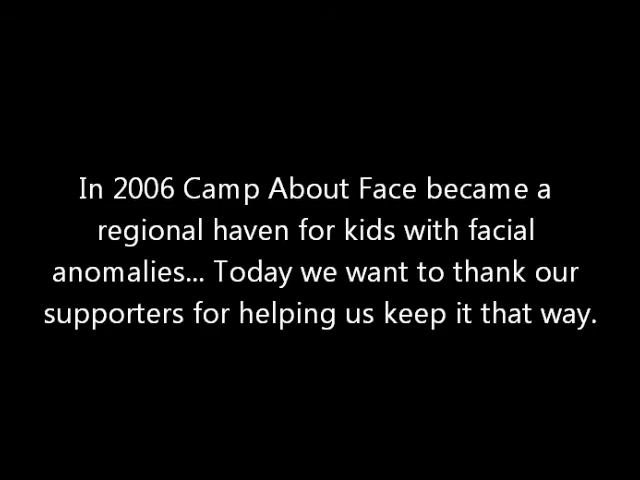 In 2006 Camp About Face became a
regional haven for kids with facial
anomalies... Today we want to thank our
supporters for helping us keep it that way.